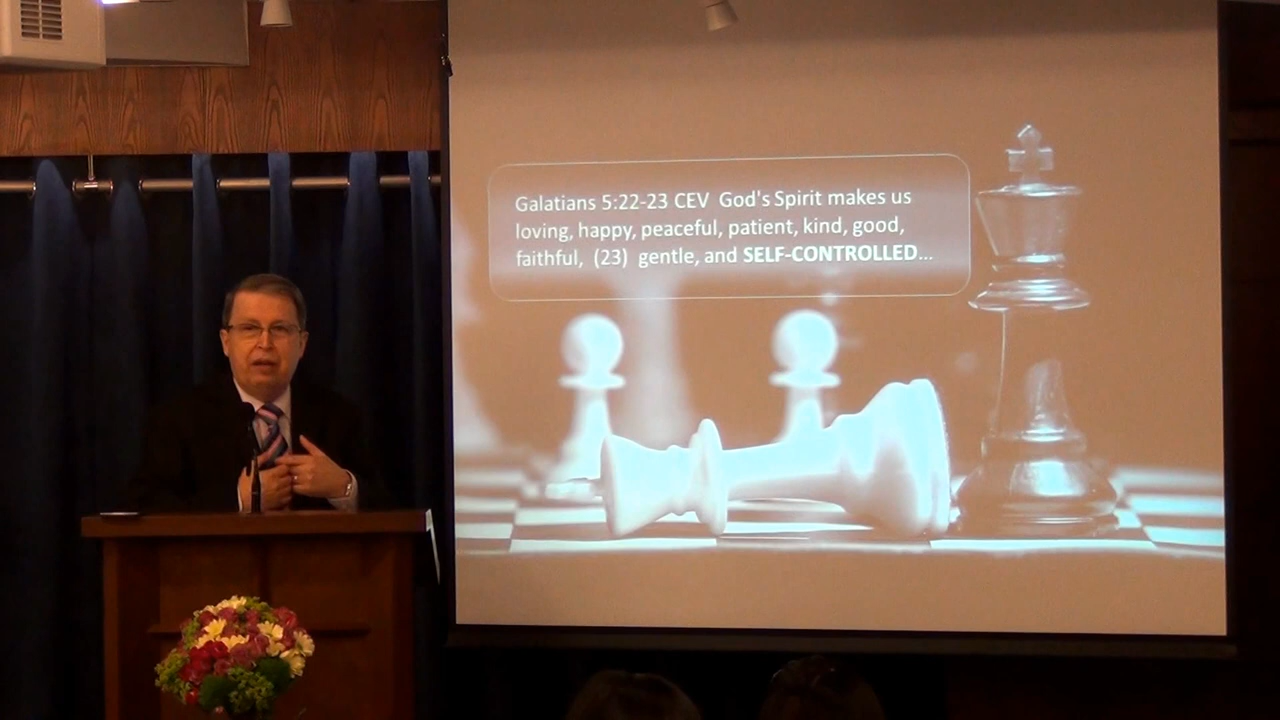 Galatians 5:22-23 CEV  God's Spirit makes us
loving, happy, peaceful, patient, kind, good,
faithful,  (23)  gentle, and SELF-CONTROLLED...